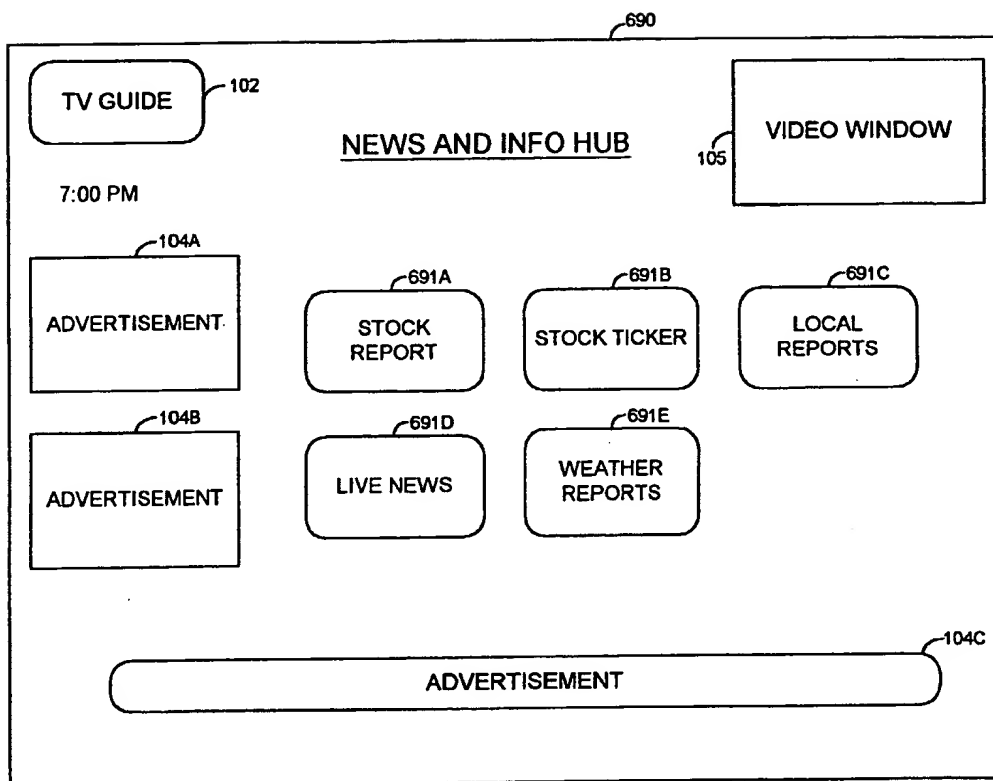 690
TV GUIDE
102
NEWS AND INFO HUB
105
VIDEO WINDOW
7:00 PM
104A
ADVERTISEMENT
691A
STOCK
REPORT
691B
STOCK TICKER
691C
LOCAL
REPORTS
104B
ADVERTISEMENT
691D
LIVE NEWS
691E
WEATHER
REPORTS
104C
ADVERTISEMENT